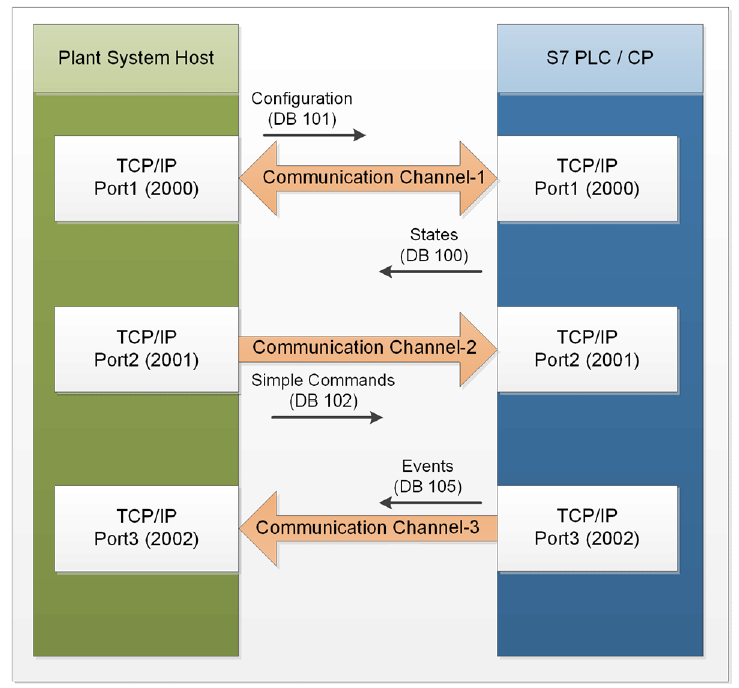 Plant System Host
S7 PLC / CP
Configuration
(DB 101)
TCP/IP
Port1 (2000)
Communication Channel-1
TCP/IP
Port1 (2000)
States
(DB 100)
TCP/IP
Port2 (2001)
Communication Channel-2
TCP/IP
Port2 (2001)
Simple Commands
(DB 102)
Events
(DB 105)
TCP/IP
Port3 (2002)
Communication Channel-3
TCP/IP
Port3 (2002)